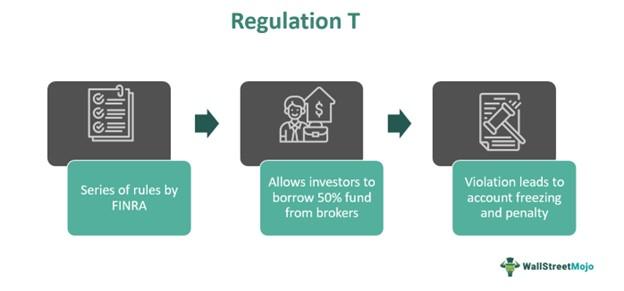 Regulation T
Series of rules by
FINRA
Allows investors to
borrow 50% fund
from brokers
Violation leads to
account freezing
and penalty
WallStreetMojo